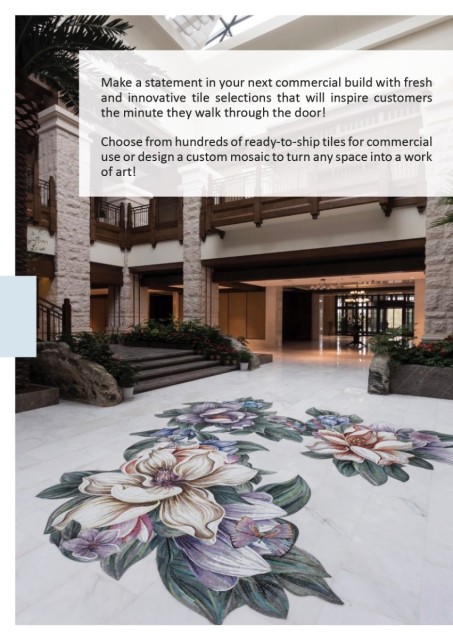 Make a statement in your next commercial build with fresh
and innovative tile selections that will inspire customers
the minute they walk through the door!
Choose from hundreds of ready-to-ship tiles for commercial
use or design a custom mosaic to turn any space into a work
of art!